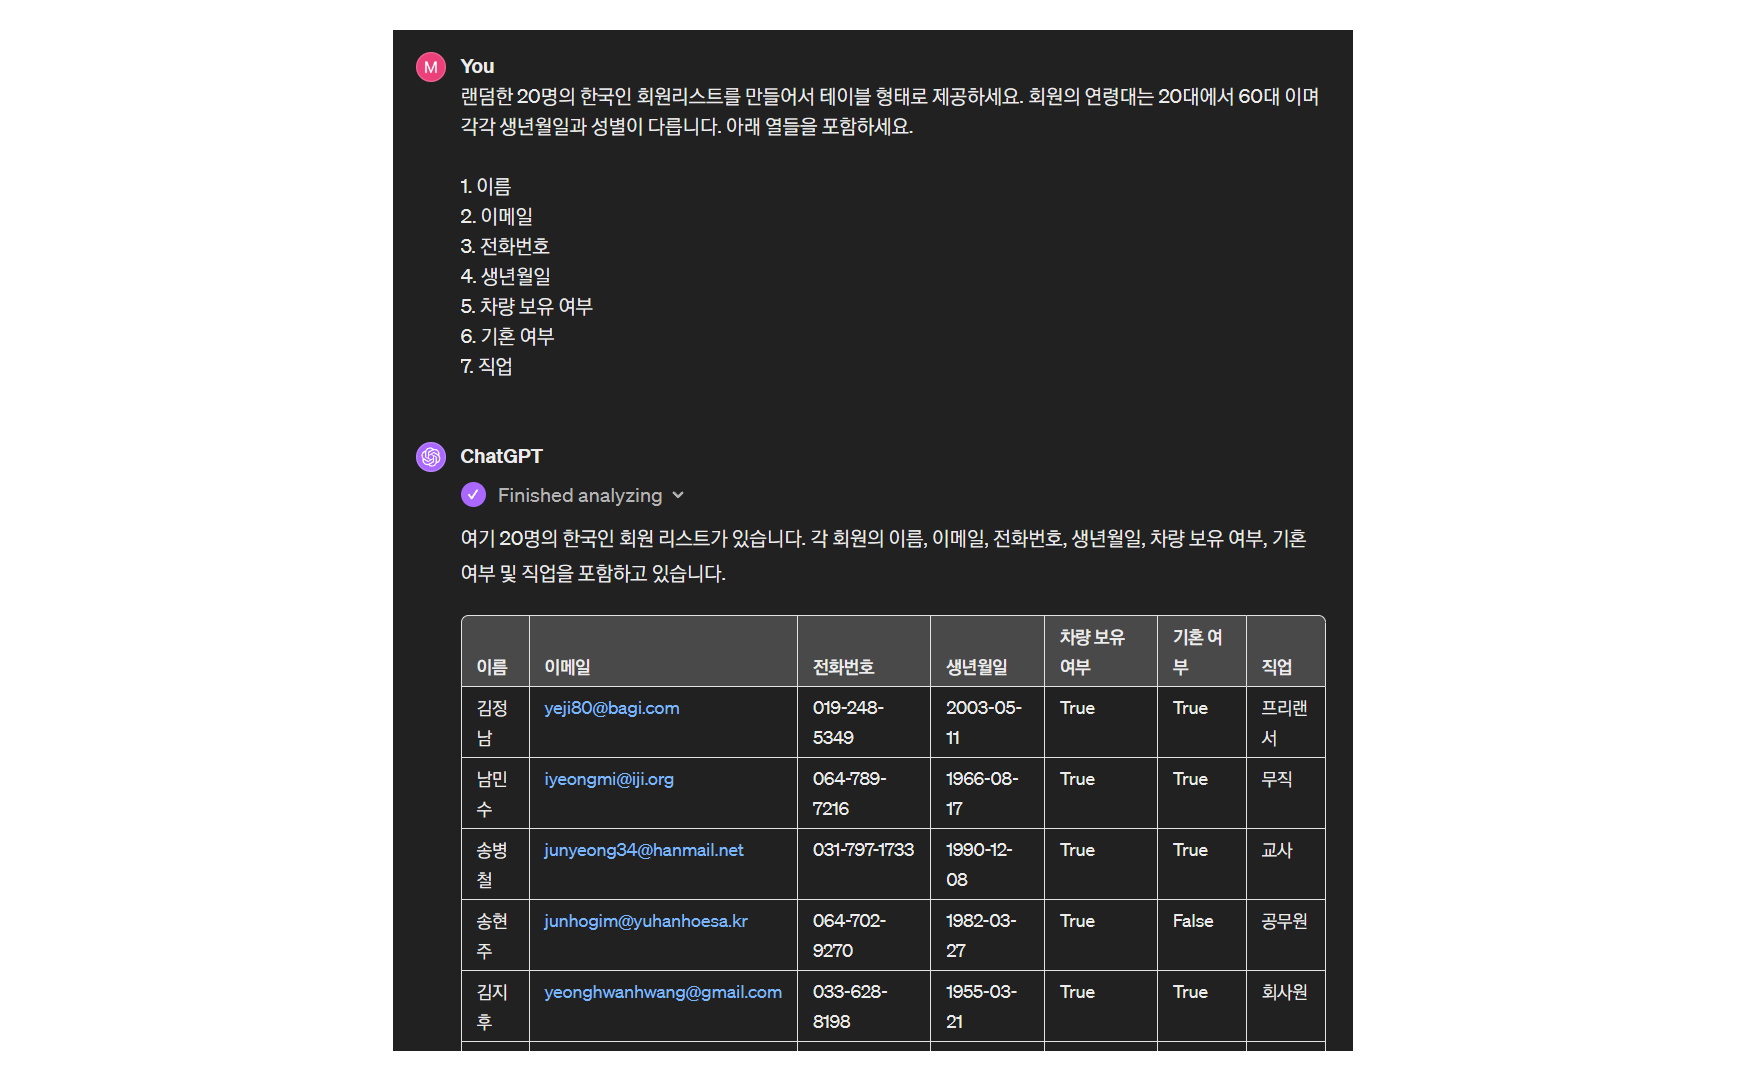 M
You
랜덤한 20명의 한국인 회원리스트를 만들어서 테이블 형태로 제공하세요. 회원의 연령대는 20대에서 60대 이며
각각 생년월일과 성별이 다릅니다. 아래 열들을 포함하세요.
1. 이름
2. 이메일
3. 전화번호
4. 생년월일
5. 차량 보유 여부
6. 기혼 여부
7. 직업
ChatGPT
Finished analyzing
여기 20명의 한국인 회원 리스트가 있습니다. 각 회원의 이름, 이메일, 전화번호, 생년월일, 차량 보유 여부, 기혼
여부 및 직업을 포함하고 있습니다.
차량 보유 기혼 여
이름 이메일 전화번호 생년월일 여부 부 직업
김정 yeji80@bagi.com 019-248- 2003-05- True True 프리랜
남 5349 11 서
남민 iyeongmi@iji.org 064-789- 1966-08- True True 무직
수 7216 17
송병 junyeong34@hanmail.net 031-797-1733 1990-12- True True 교사
철 08
송현 junhogim@yuhanhoesa.kr 064-702- 1982-03- True False 공무원
주 9270 27
김지 yeonghwanhwang@gmail.com 033-628- 1955-03- True True 회사원
후 8198 21